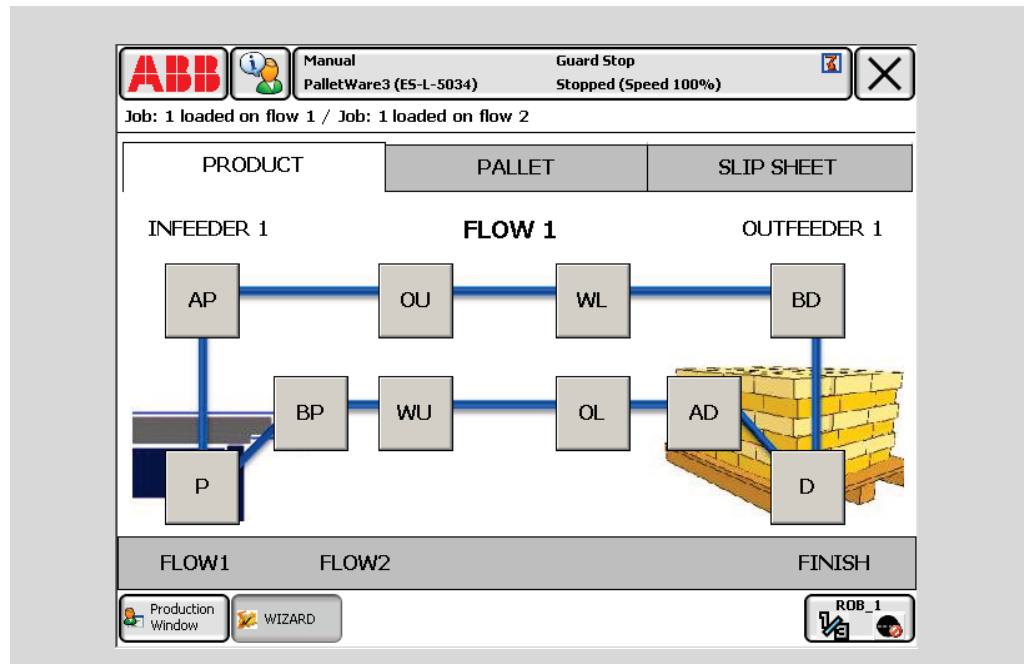 ABB
Manual
Guard Stop
PalletWare3 (ES-L-5034)
Stopped (Speed 100%)
Job: 1 loaded on flow 1 / Job: 1 loaded on flow 2
PRODUCT
PALLET
SLIP SHEET
INFEEDER 1
FLOW 1
OUTFEEDER 1
AP
OU
WL
BD
BP
WU
OL
AD
P
D
FLOW1
FLOW2
FINISH
Production
Window
WIZARD
ROB_1
1/3